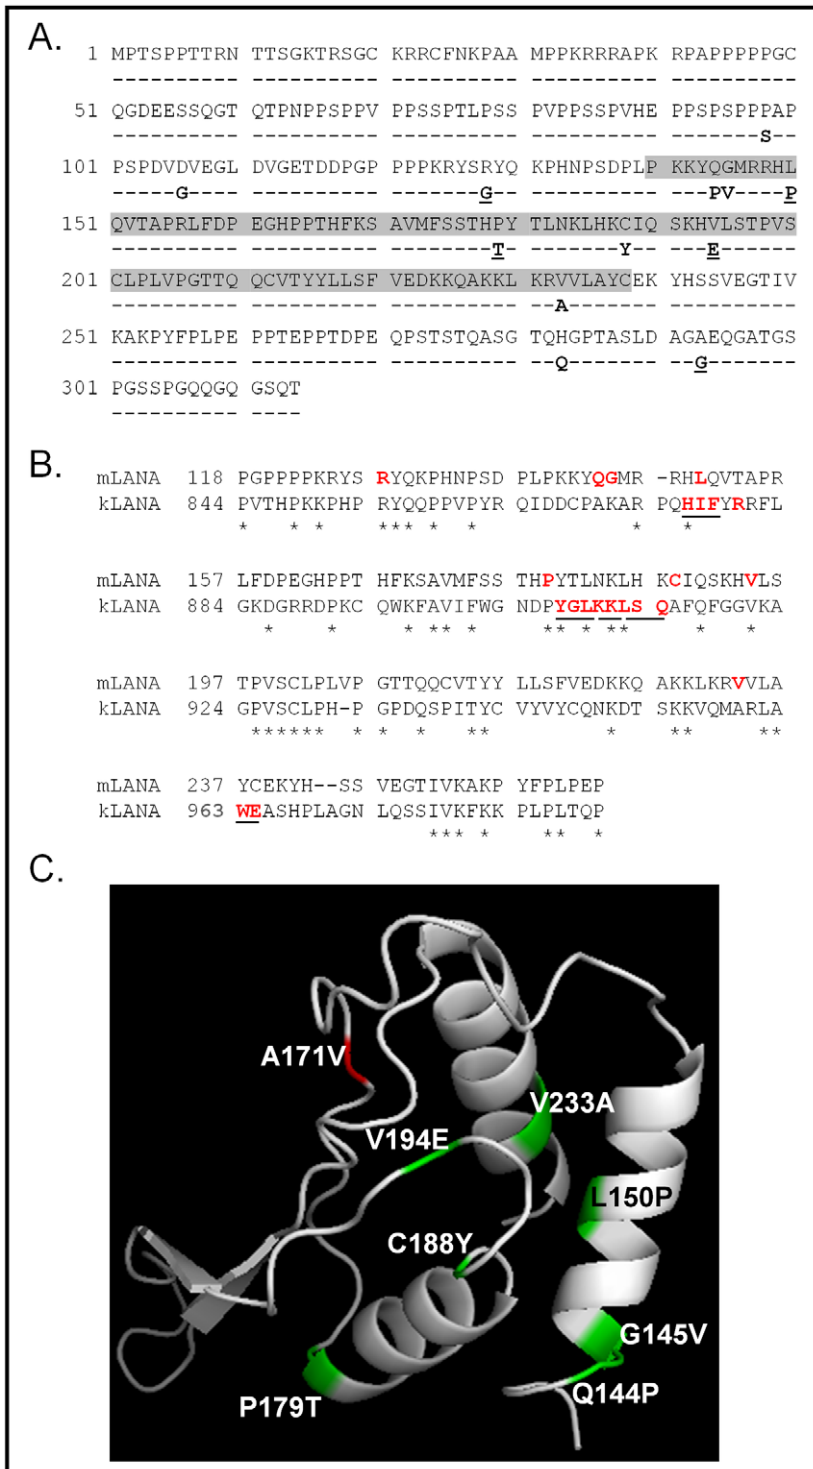 A.
1 MPTSPPTTRN TTSGKTRSGC KRRCFNKPAA MPPKRRRAPK RPAPPPPPGC
---------- ---------- ---------- ---------- ----------
51 QGDEESSQGT QTPNPPSPPV PPSSPTLPSS PVPPSSPVHE PPSPSPPPAP
---------- ---------- ---------- ---------- -------S--
101 PSPDVDVEGL DVGETDDPGP PPPKRYSRYQ KPHNPSDPLP KKYQGMRRHL
-----G---- ---------- -------G-- ---------- ---PV----P
151 QVTAPRLFDP EGHPPTHFKS AVMFSSTHPY TLNKLHKCIQ SKHVLSTPVS
---------- ---------- --------T- -------Y-- ---E------
201 CLPLVPGTTQ QCVTYYLLSF VEDKKQAKKL KRVVLAYCEK YHSSVEGTIV
---------- ---------- ---------- --A------- ----------
251 KAKPYFPLPE PPTEPPTDPE QPSTSTQASG TQHGPTASLD AGAEQGATGS
---------- ---------- ---------- --Q------- --G-------
301 PGSSPGQQGQ GSQT
---------- ----
B.
mLANA 118 PGPPPPKRYS RYQKPHNPSD PLPKKYQGMR -RHLQVTAPR
kLANA 844 PVTHPKKPHP RYQQPPVPYR QIDDCPAKAR PQHIFYRRFL
* * * *** * * * *
mLANA 157 LFDPEGHPPT HFKSAVMFSS THPYTLNKLH KCIQSKHVLS
kLANA 884 GKDGRRDPKC QWKFAVIFWG NDPYGLKKLS QAFQFGGVKA
* * * ** * ** * ** * *
mLANA 197 TPVSCLPLVP GTTQQCVTYY LLSFVEDKKQ AKKLKRVVLA
kLANA 924 GPVSCLPH-P GPDQSPITYC VYVYCQNKDT SKKVQMARLA
***** * * * ** * ** **
mLANA 237 YCEKYH--SS VEGTIVKAKP YFPLPEP
kLANA 963 WEASHPLAGN LQSSIVKFKK PLPLTQP
*** * ** *
C.
A171V
V233A
V194E
L150P
C188Y
G145V
Q144P
P179T